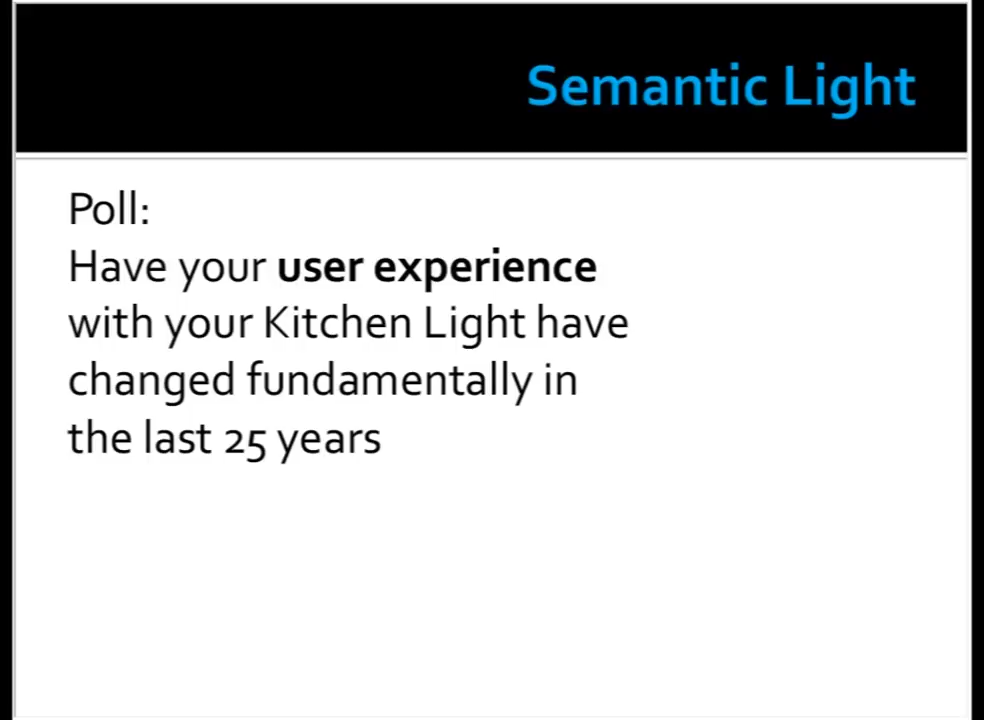 Semantic Light
Poll:
Have your user experience
with your Kitchen Light have
changed fundamentally in
the last 25 years